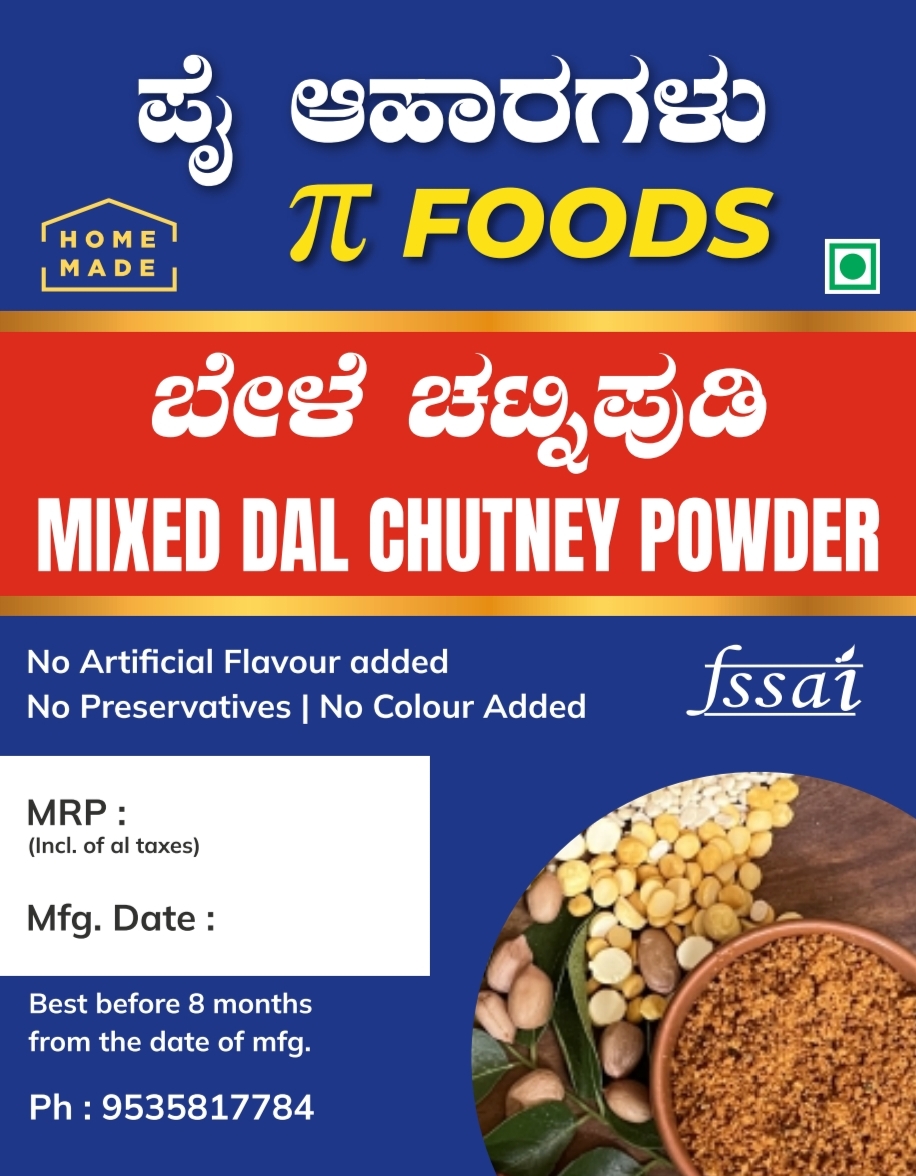 ಪೈ ಆಹಾರಗಳು
π FOODS
HOME
MADE
ಬೇಳೆ ಚಟ್ನಿಪುಡಿ
MIXED DAL CHUTNEY POWDER
No Artificial Flavour added
No Preservatives | No Colour Added
fssai
MRP :
(Incl. of al taxes)
Mfg. Date :
Best before 8 months
from the date of mfg.
Ph : 9535817784